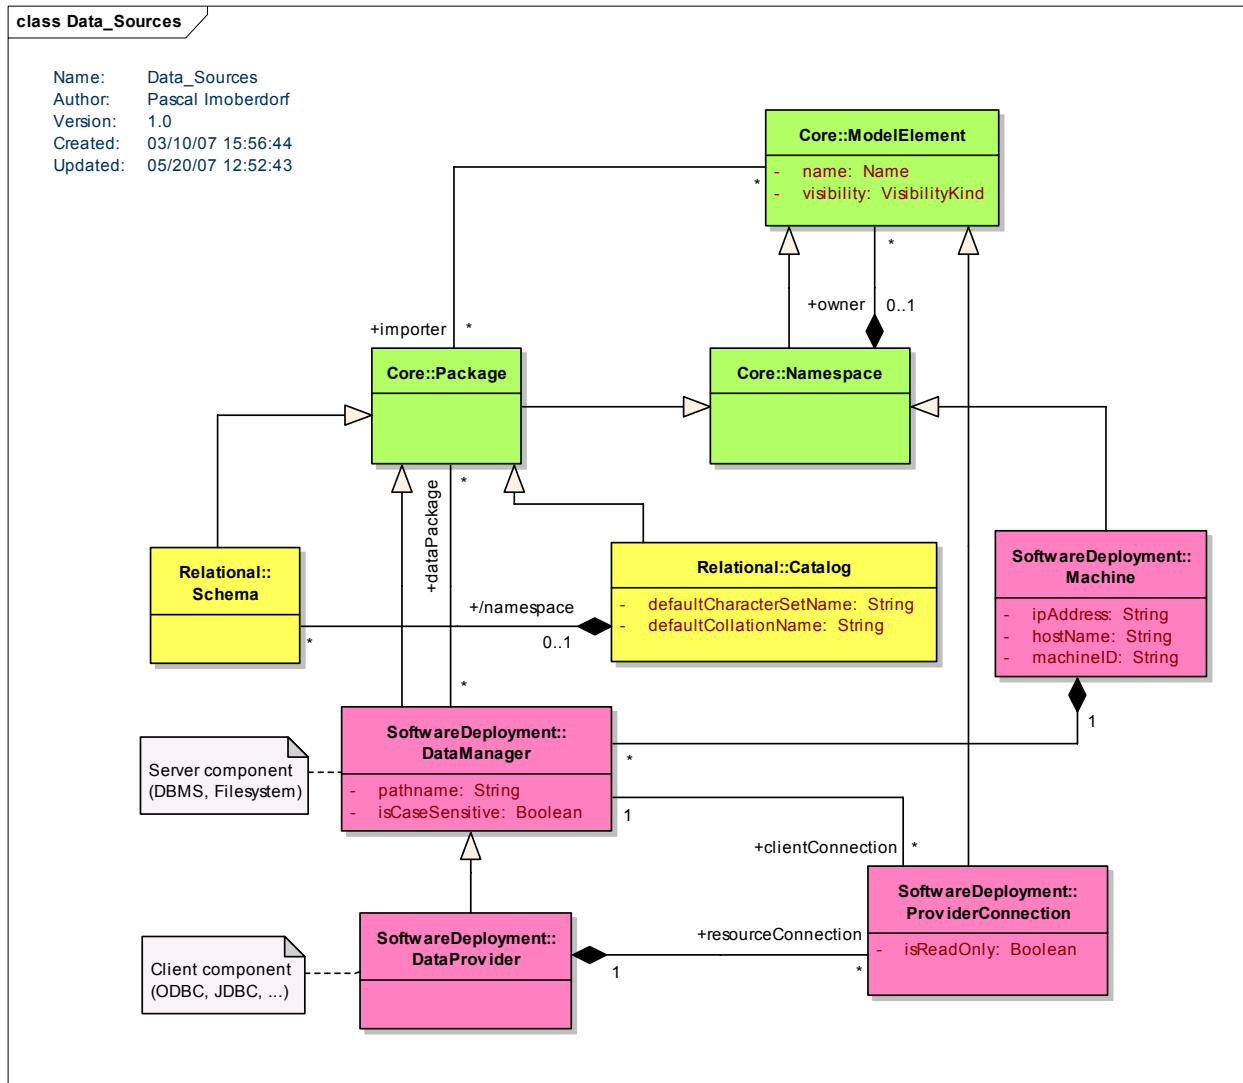 class Data_Sources
Name: Data_Sources
Author: Pascal Imoberdorf
Version: 1.0
Created: 03/10/07 15:56:44
Updated: 05/20/07 12:52:43
Core::ModelElement
- name: Name
- visibility: VisibilityKind
*
*
+owner 0..1
+importer *
Core::Package
Core::Namespace
+dataPackage
*
Relational::
Schema
Relational::Catalog
- defaultCharacterSetName: String
- defaultCollationName: String
+/namespace
*
0..1
SoftwareDeployment::
Machine
- ipAddress: String
- hostName: String
- machineID: String
*
1
SoftwareDeployment::
DataManager
- pathname: String
- isCaseSensitive: Boolean
*
1
Server component
(DBMS, Filesystem)
+clientConnection *
SoftwareDeployment::
ProviderConnection
- isReadOnly: Boolean
SoftwareDeployment::
DataProvider
+resourceConnection
1
*
Client component
(ODBC, JDBC, ...)